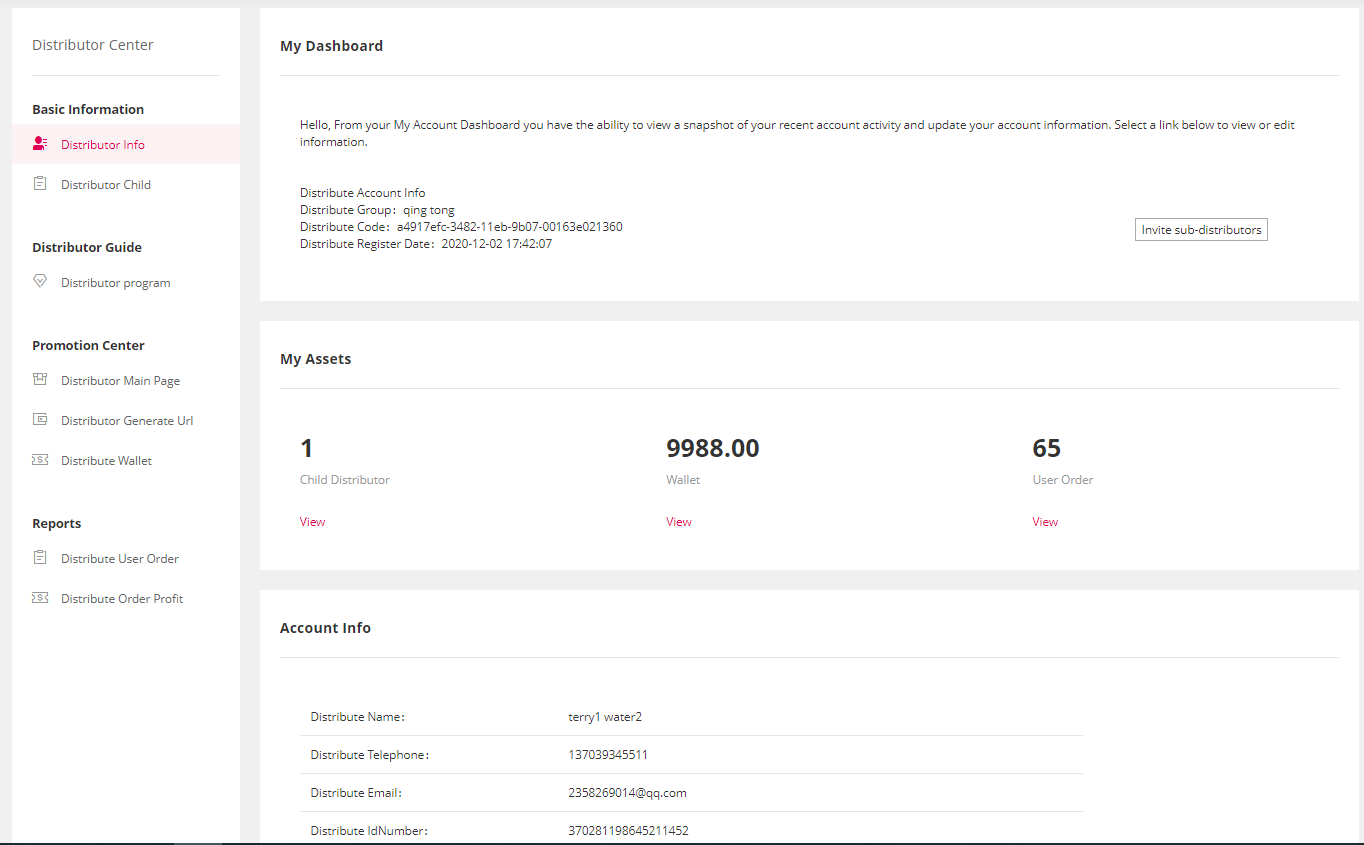 Distributor Center
Basic Information
Distributor Info
Distributor Child
Distributor Guide
Distributor program
Promotion Center
Distributor Main Page
Distributor Generate Url
Distribute Wallet
Reports
Distribute User Order
Distribute Order Profit
My Dashboard
Hello, From your My Account Dashboard you have the ability to view a snapshot of your recent account activity and update your account information. Select a link below to view or edit
information.
Distribute Account Info
Distribute Group：qing tong
Distribute Code：a4917efc-3482-11eb-9b07-00163e021360
Distribute Register Date：2020-12-02 17:42:07
Invite sub-distributors
My Assets
1
Child Distributor
View
9988.00
Wallet
View
65
User Order
View
Account Info
Distribute Name： terry1 water2
Distribute Telephone： 137039345511
Distribute Email： 2358269014@qq.com
Distribute IdNumber： 370281198645211452